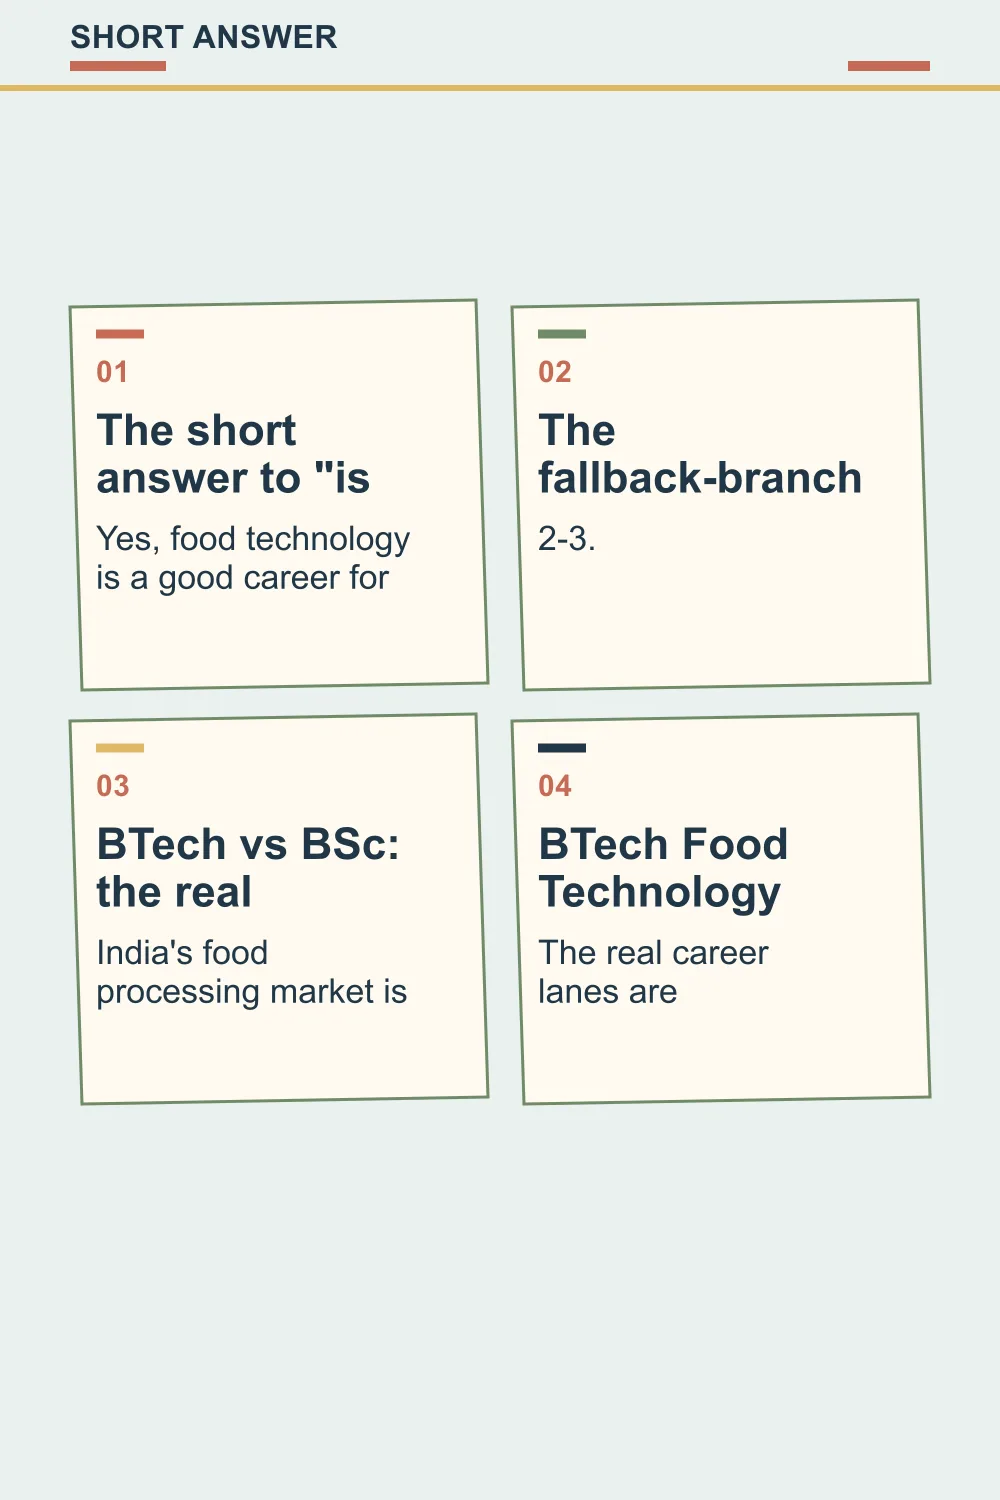 SHORT ANSWER
01
The short
answer to "is
Yes, food technology
is a good career for
02
The
fallback-branch
2-3.
03
BTech vs BSc:
the real
India's food
processing market is
04
BTech Food
Technology
The real career
lanes are